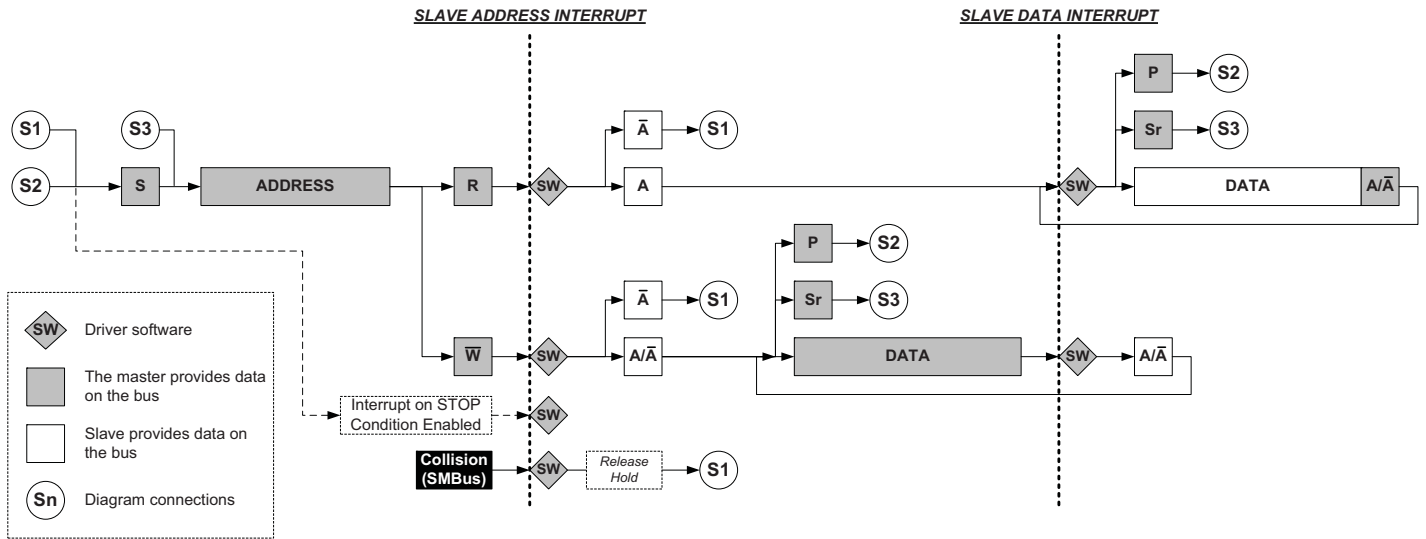 SLAVE ADDRESS INTERRUPT
SLAVE DATA INTERRUPT
P
S2
S1
S3
A̅
S1
Sr
S3
S2
S
ADDRESS
R
SW
A
SW
DATA
A/A̅
P
S2
A̅
S1
Sr
S3
W̅
SW
A/A̅
DATA
SW
A/A̅
SW
Driver software
The master provides data
on the bus
Slave provides data on
the bus
Sn
Diagram connections
Interrupt on STOP
Condition Enabled
SW
Collision
(SMBus)
SW
Release
Hold
S1